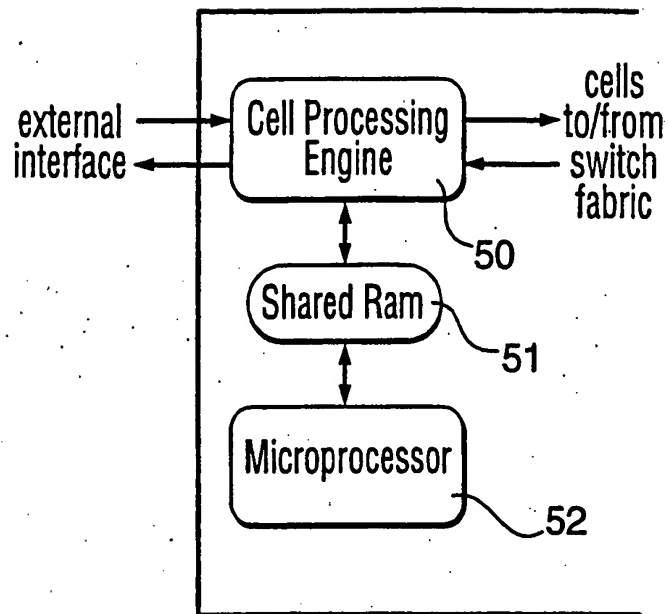 external
interface
Cell Processing
Engine
50
cells
to/from
switch
fabric
Shared Ram
51
Microprocessor
52